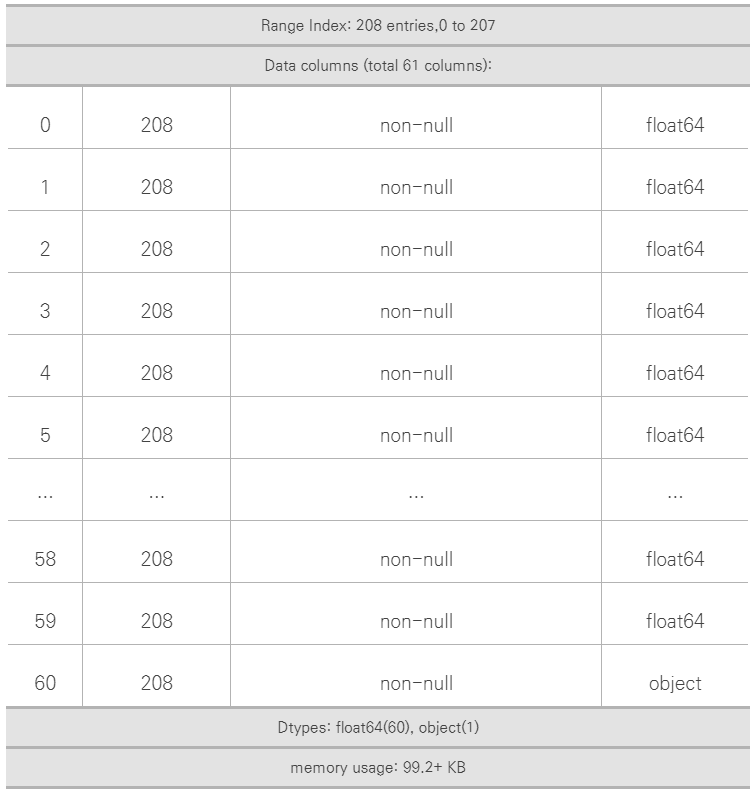 Range Index: 208 entries,0 to 207
Data columns (total 61 columns):
0 208 non-null float64
1 208 non-null float64
2 208 non-null float64
3 208 non-null float64
4 208 non-null float64
5 208 non-null float64
... ... ... ...
58 208 non-null float64
59 208 non-null float64
60 208 non-null object
Dtypes: float64(60), object(1)
memory usage: 99.2+ KB